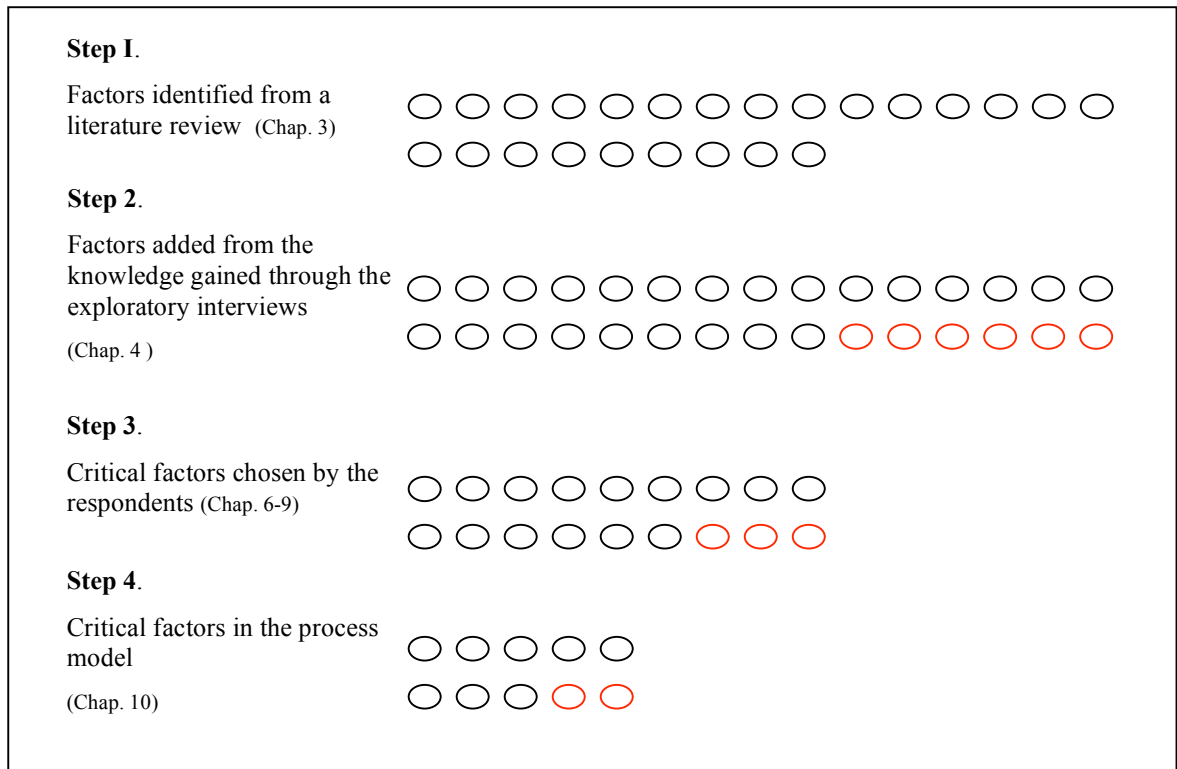 Step I.
Factors identified from a
literature review (Chap. 3)
Step 2.
Factors added from the
knowledge gained through the
exploratory interviews
(Chap. 4 )
Step 3.
Critical factors chosen by the
respondents (Chap. 6-9)
Step 4.
Critical factors in the process
model
(Chap. 10)